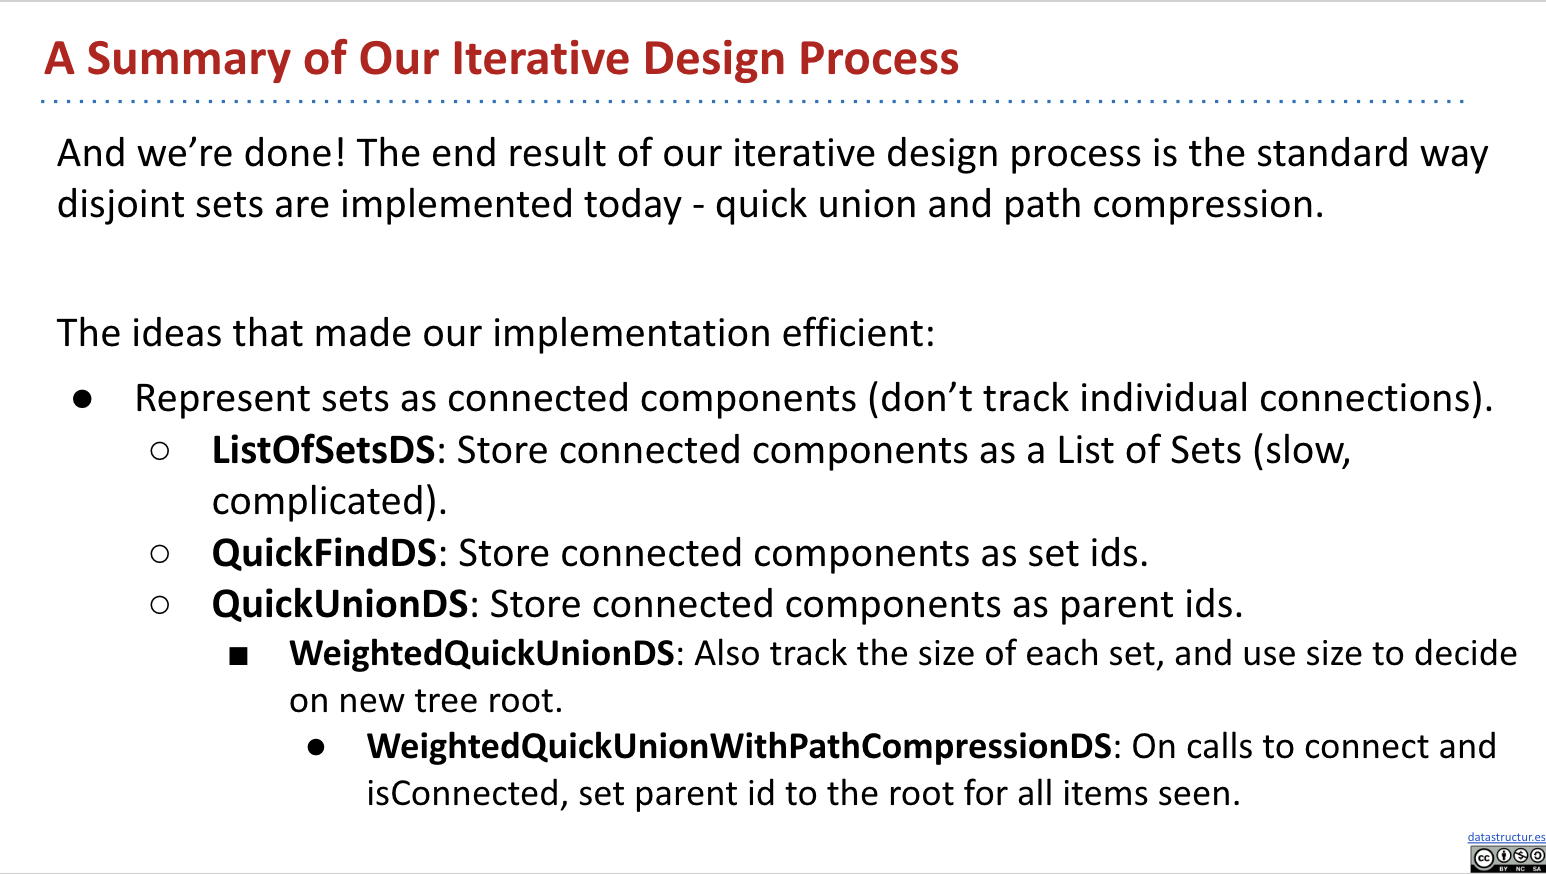 A Summary of Our Iterative Design Process
And we’re done! The end result of our iterative design process is the standard way
disjoint sets are implemented today - quick union and path compression.
The ideas that made our implementation efficient:
● Represent sets as connected components (don’t track individual connections).
○ ListOfSetsDS: Store connected components as a List of Sets (slow,
complicated).
○ QuickFindDS: Store connected components as set ids.
○ QuickUnionDS: Store connected components as parent ids.
■ WeightedQuickUnionDS: Also track the size of each set, and use size to decide
on new tree root.
● WeightedQuickUnionWithPathCompressionDS: On calls to connect and
isConnected, set parent id to the root for all items seen.
datastructur.es
cc
BY NC SA